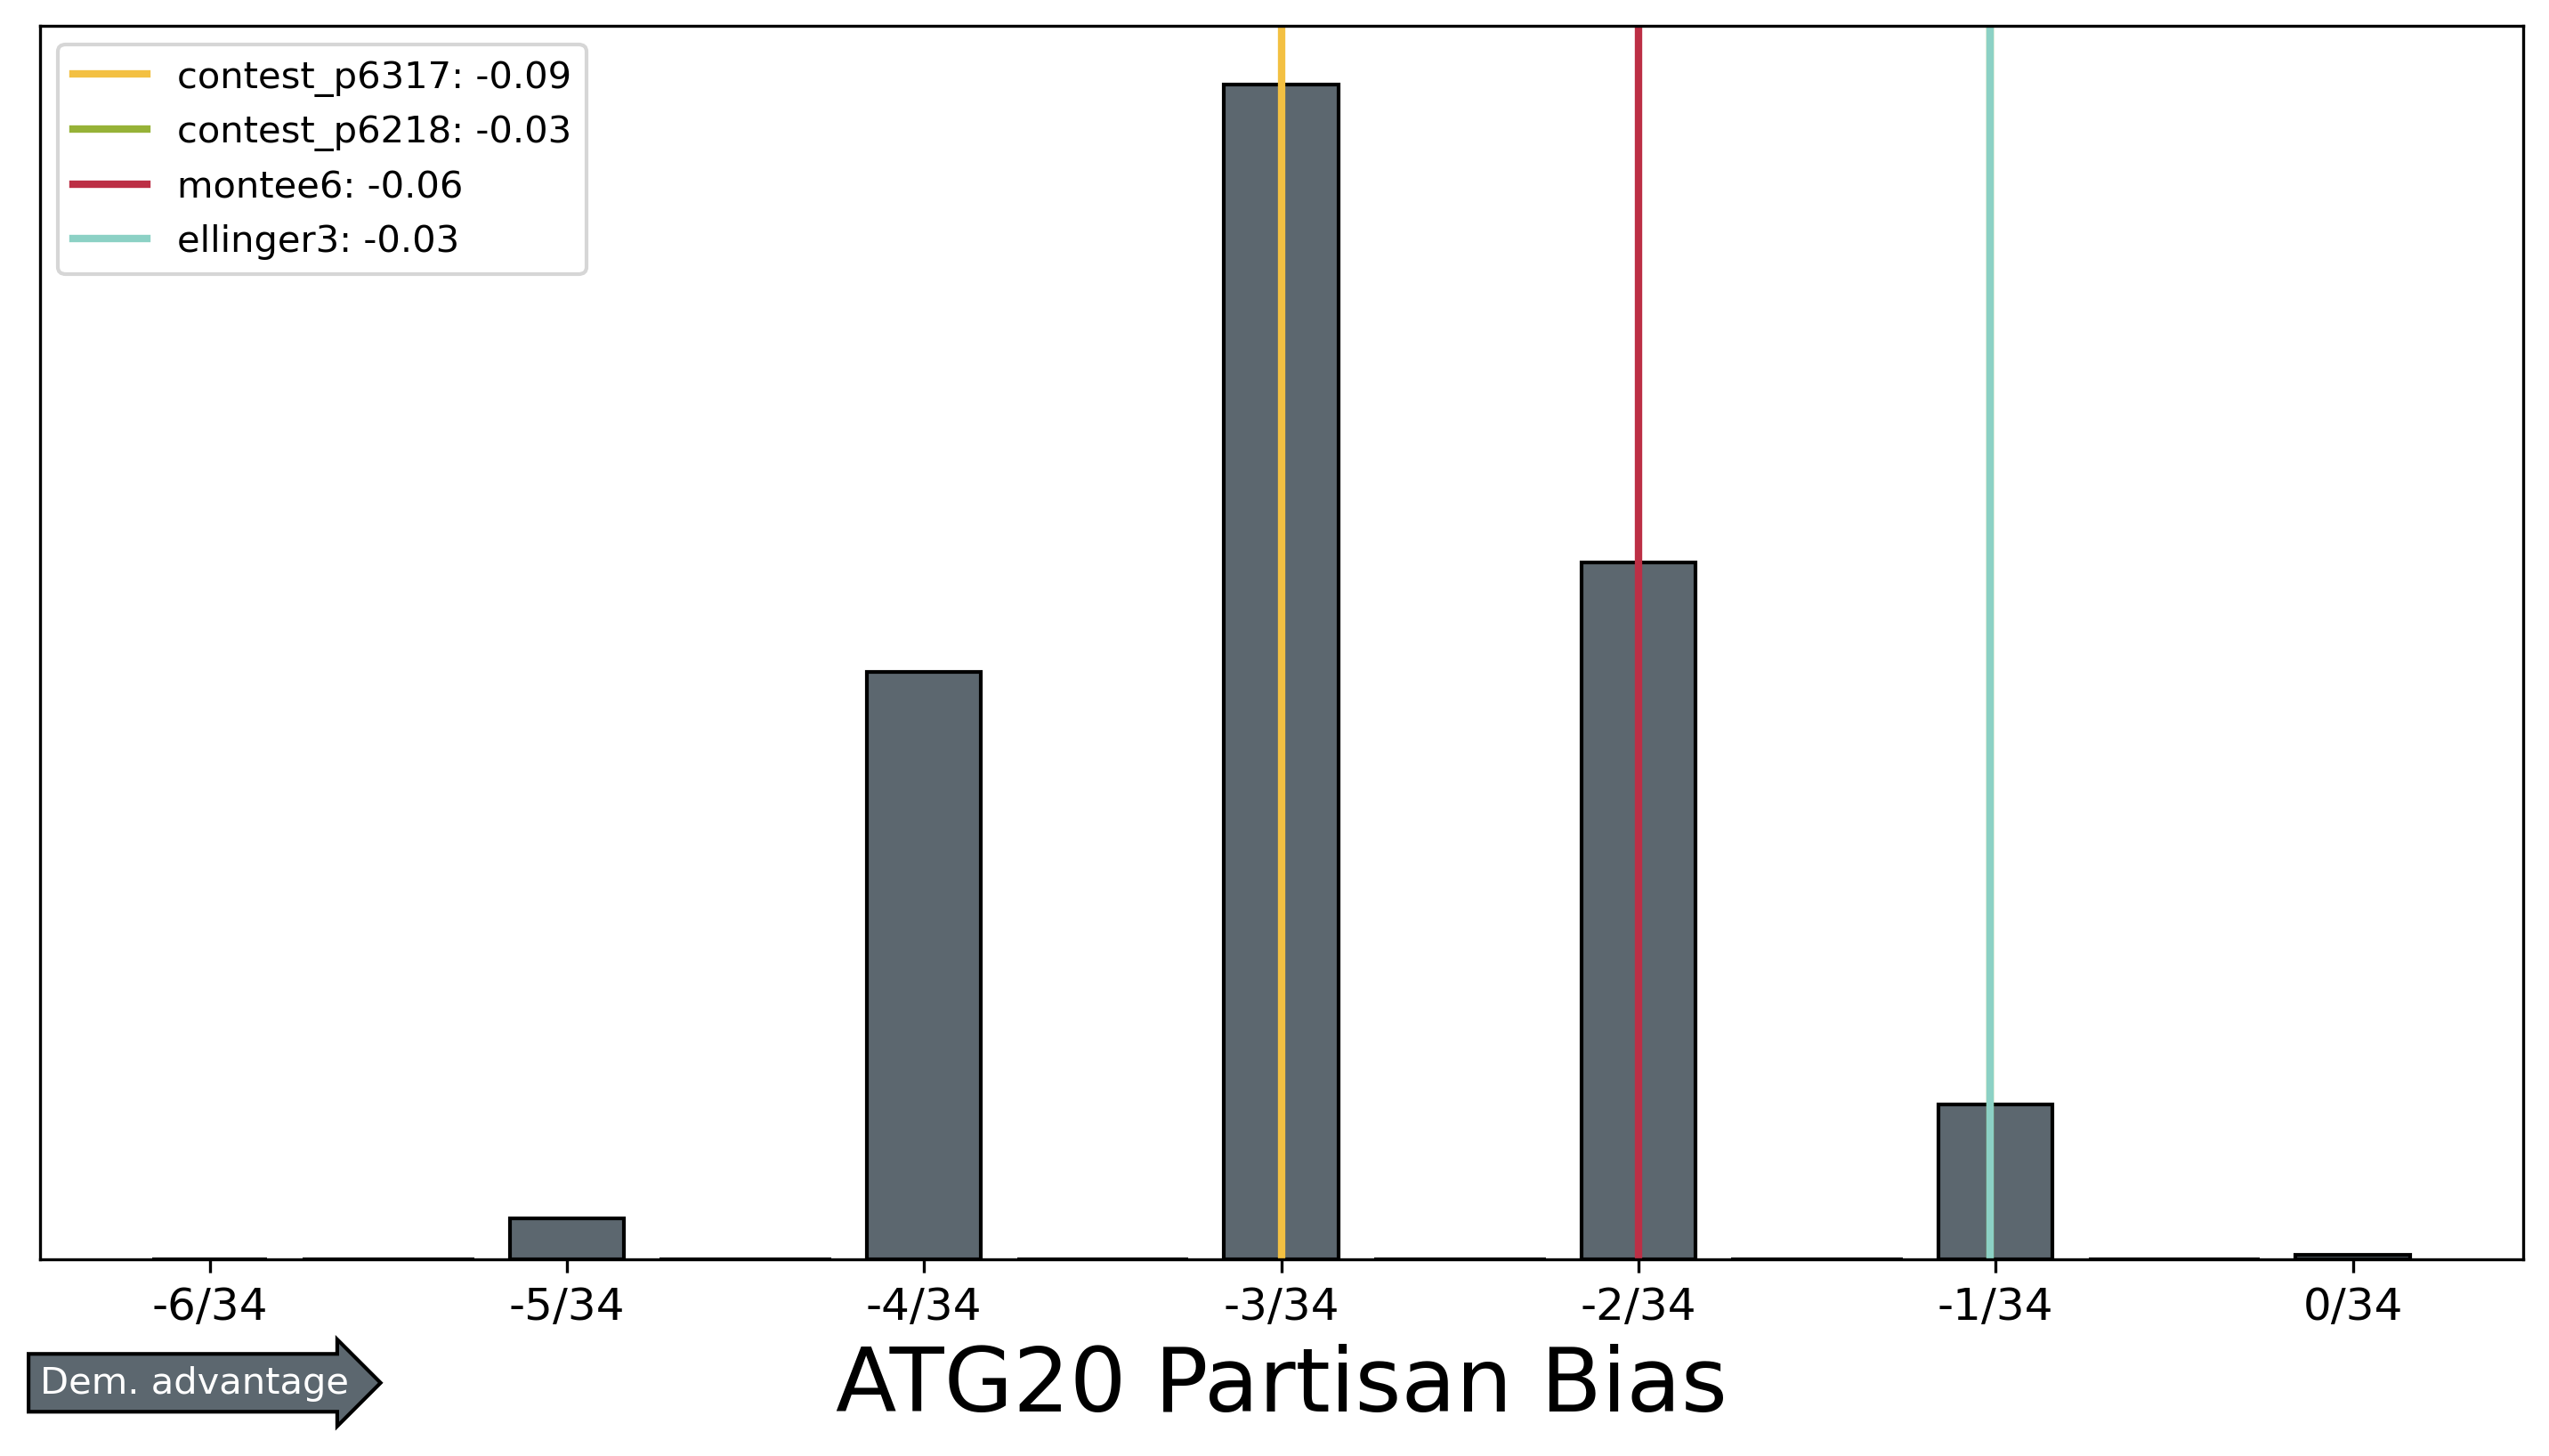 contest_p6317: -0.09
contest_p6218: -0.03
montee6: -0.06
ellinger3: -0.03
-6/34 -5/34 -4/34 -3/34 -2/34 -1/34 0/34
Dem. advantage
ATG20 Partisan Bias